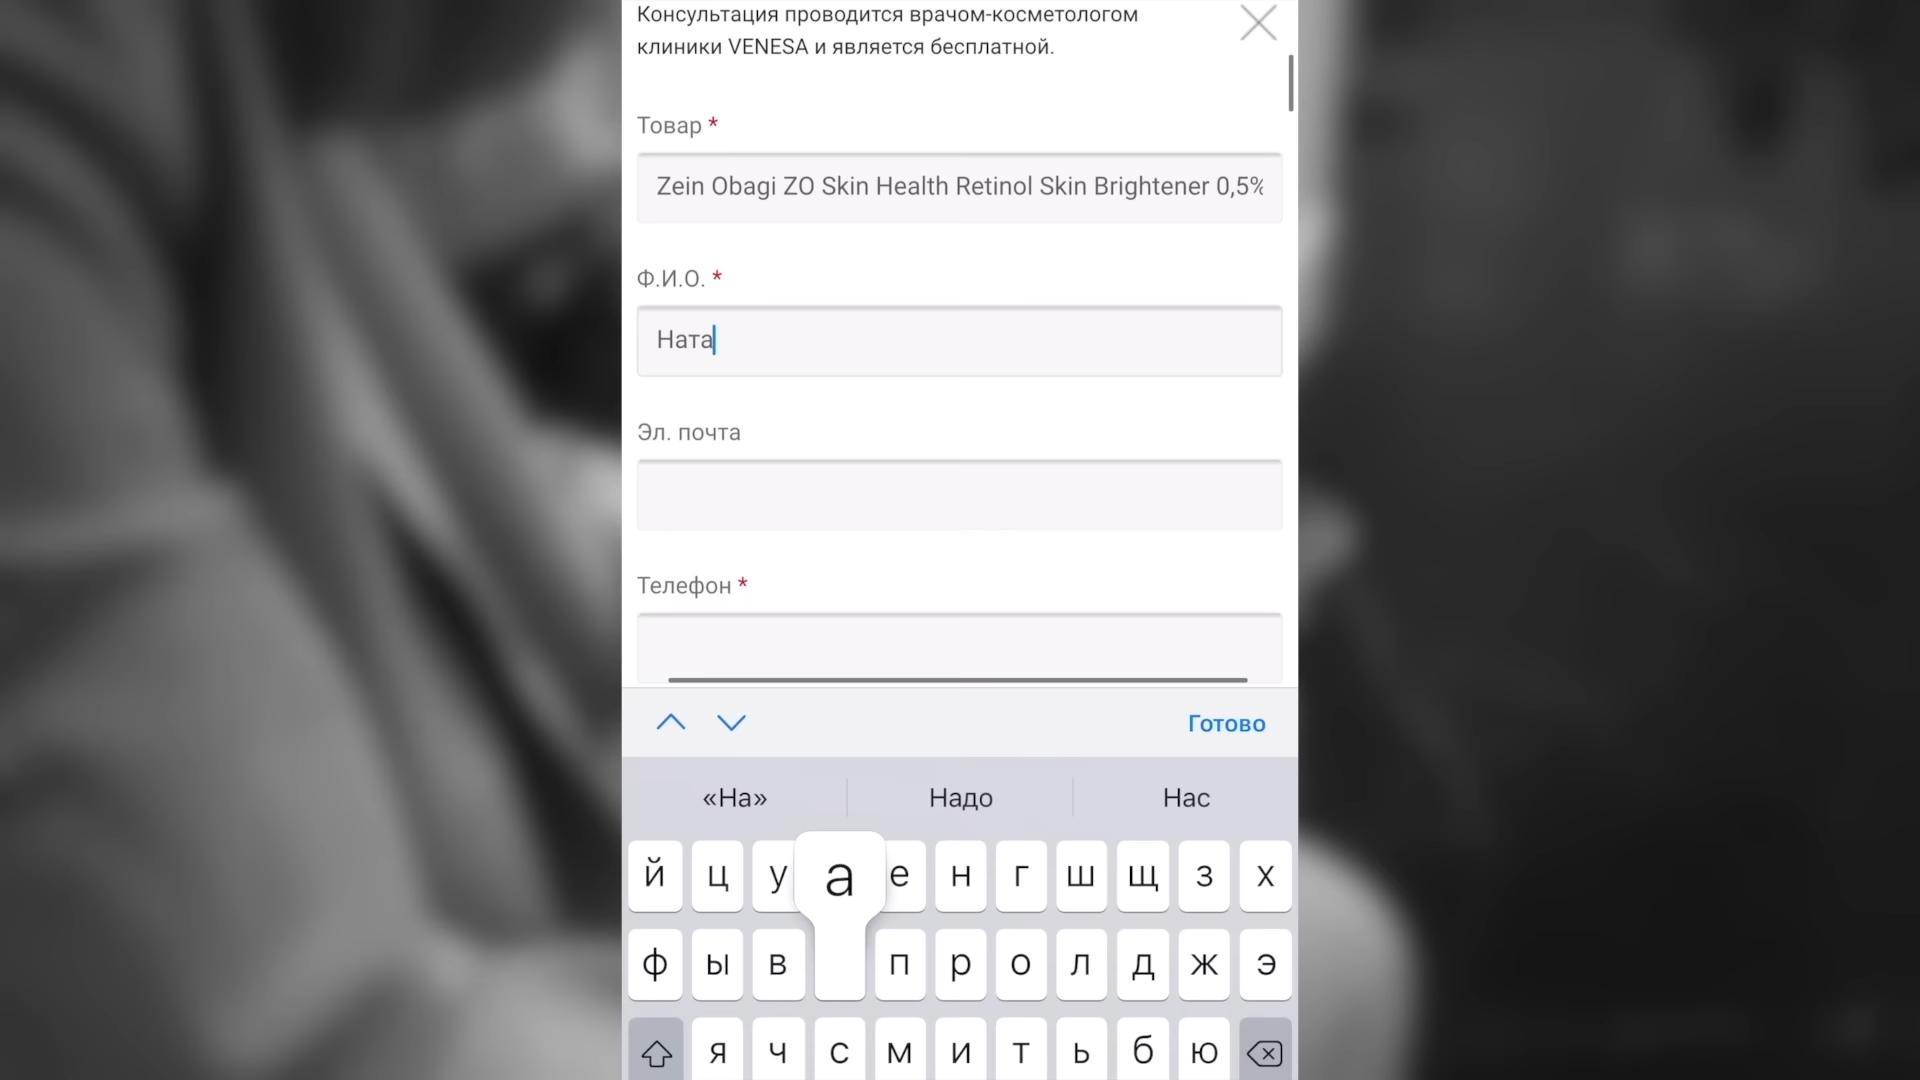 Консультация проводится врачом-косметологом
клиники VENESA и является бесплатной.
Товар *
Zein Obagi ZO Skin Health Retinol Skin Brightener 0,5%
Ф.И.О. *
Ната
Эл. почта
Телефон *
Готово
«На» Надо Нас
й ц у а е н г ш щ з х
ф ы в п р о л д ж э
я ч с м и т ь б ю